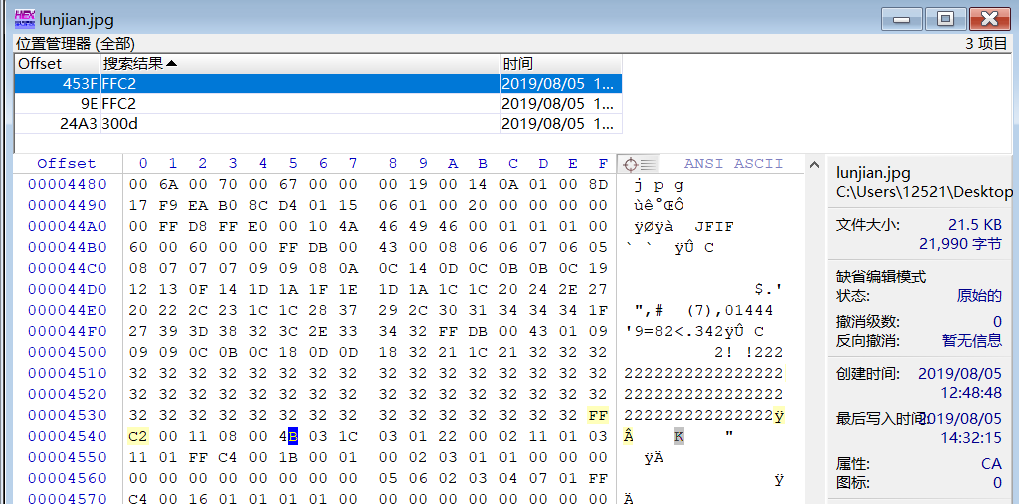 lunjian.jpg
位置管理器 (全部) 3 项目
Offset 搜索结果 时间
453F FFC2 2019/08/05 1...
9E FFC2 2019/08/05 1...
24A3 300d 2019/08/05 1...
Offset 0 1 2 3 4 5 6 7 8 9 A B C D E F ANSI ASCII
00004480 00 6A 00 70 00 67 00 00 00 19 00 14 0A 01 00 8D j p g
00004490 17 F9 EA B0 8C D4 01 15 06 01 00 20 00 00 00 00 ùê°ŒÔ
000044A0 00 FF D8 FF E0 00 10 4A 46 49 46 00 01 01 01 00 ÿØÿà JFIF
000044B0 60 00 60 00 00 FF DB 00 43 00 08 06 06 07 06 05 ` ` ÿÛ C
000044C0 08 07 07 07 09 09 08 0A 0C 14 0D 0C 0B 0B 0C 19
000044D0 12 13 0F 14 1D 1A 1F 1E 1D 1A 1C 1C 20 24 2E 27 $.'
000044E0 20 22 2C 23 1C 1C 28 37 29 2C 30 31 34 34 34 1F ",# (7),01444
000044F0 27 39 3D 38 32 3C 2E 33 34 32 FF DB 00 43 01 09 '9=82<.342ÿÛ C
00004500 09 09 0C 0B 0C 18 0D 0D 18 32 21 1C 21 32 32 32 2! !222
00004510 32 32 32 32 32 32 32 32 32 32 32 32 32 32 32 32 2222222222222222
00004520 32 32 32 32 32 32 32 32 32 32 32 32 32 32 32 32 2222222222222222
00004530 32 32 32 32 32 32 32 32 32 32 32 32 32 32 32 FF 222222222222222ÿ
00004540 C2 00 11 08 00 4B 03 1C 03 01 22 00 02 11 01 03 Â K "
00004550 11 01 FF C4 00 1B 00 01 00 02 03 01 01 00 00 00 ÿÄ
00004560 00 00 00 00 00 00 00 00 05 06 02 03 04 07 01 FF ÿ
00004570 C4 00 16 01 01 01 01 00 00 00 00 00 00 00 00 00 Ä
lunjian.jpg
C:\Users\12521\Desktop
文件大小: 21.5 KB
21,990 字节
缺省编辑模式
状态: 原始的
撤消级数: 0
反向撤消: 暂无信息
创建时间: 2019/08/05
12:48:48
最后写入时间: 2019/08/05
14:32:15
属性: CA
图标: 0